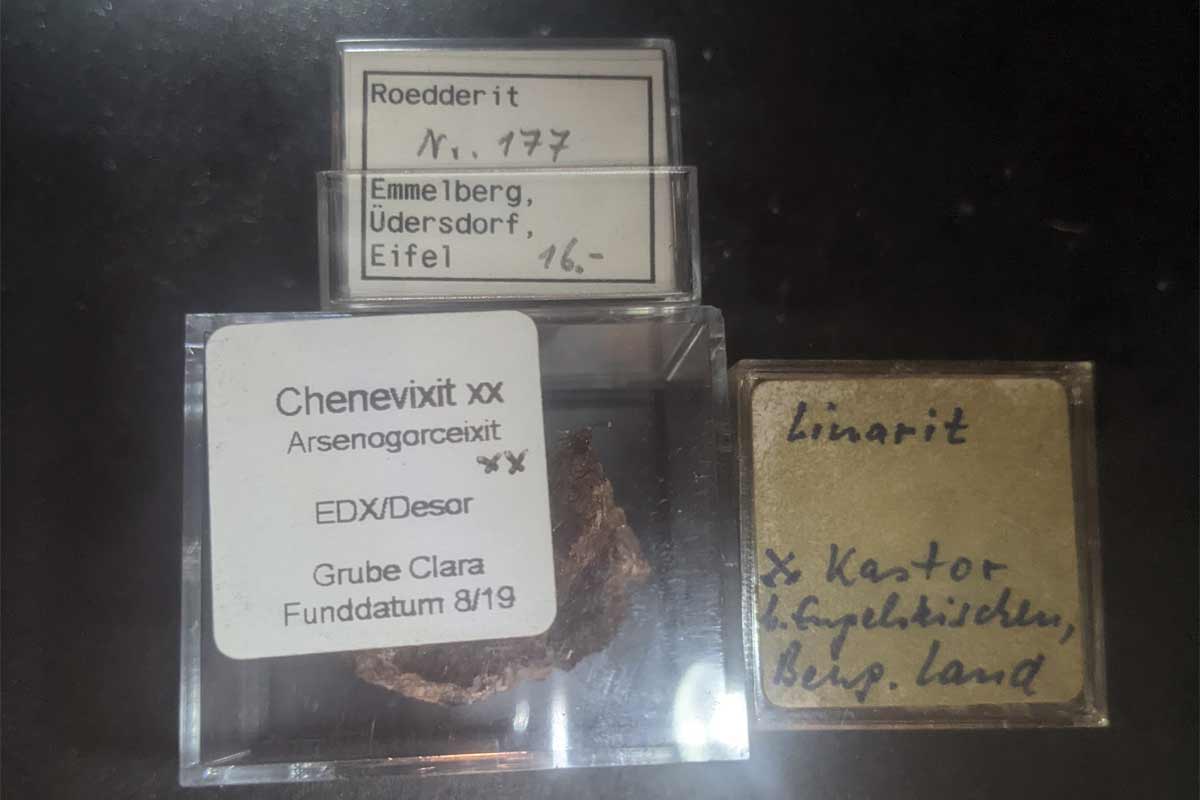 Roedderit
Nr. 177
Emmelberg,
Üdersdorf,
Eifel 16.-
Chenevixit xx
Arsenogorceixit
xx
EDX/Desor
Grube Clara
Funddatum 8/19
Linarit
Kastor
b. Engelskirchen,
Berg. Land